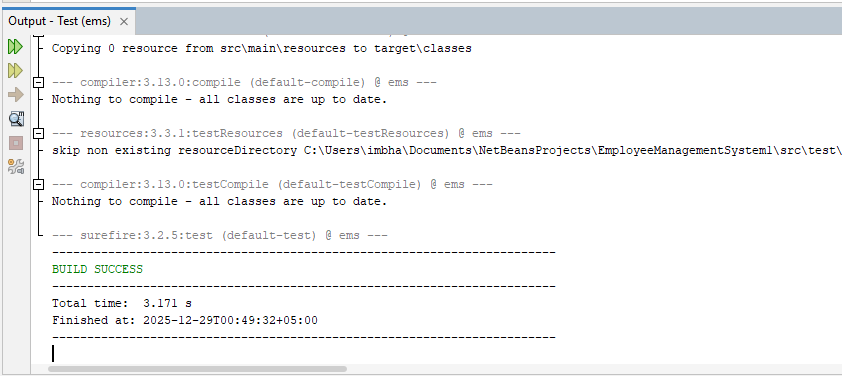 Output - Test (ems)
Copying 0 resource from src\main\resources to target\classes
--- compiler:3.13.0:compile (default-compile) @ ems ---
Nothing to compile - all classes are up to date.
--- resources:3.3.1:testResources (default-testResources) @ ems ---
skip non existing resourceDirectory C:\Users\imbha\Documents\NetBeansProjects\EmployeeManagementSystem1\src\test\
--- compiler:3.13.0:testCompile (default-testCompile) @ ems ---
Nothing to compile - all classes are up to date.
--- surefire:3.2.5:test (default-test) @ ems ---
------------------------------------------------------------------------
BUILD SUCCESS
------------------------------------------------------------------------
Total time:  3.171 s
Finished at: 2025-12-29T00:49:32+05:00
------------------------------------------------------------------------